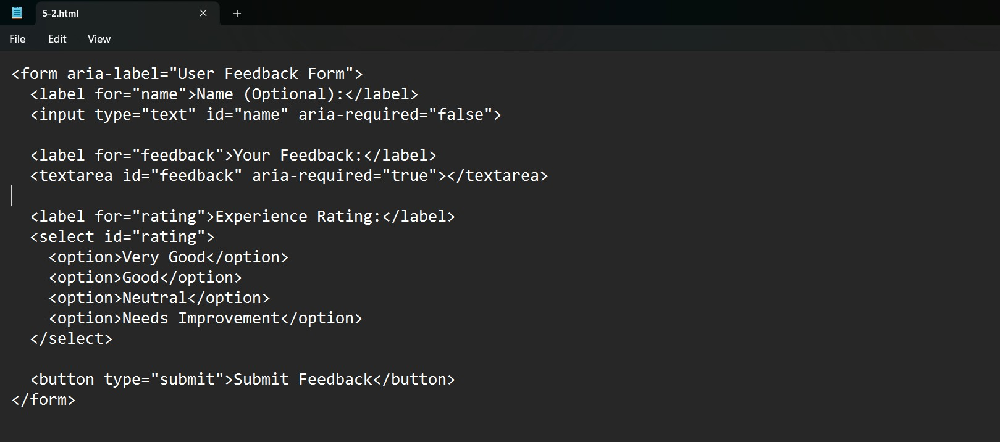 5-2.html
File Edit View
<form aria-label="User Feedback Form">
  <label for="name">Name (Optional):</label>
  <input type="text" id="name" aria-required="false">

  <label for="feedback">Your Feedback:</label>
  <textarea id="feedback" aria-required="true"></textarea>

  <label for="rating">Experience Rating:</label>
  <select id="rating">
    <option>Very Good</option>
    <option>Good</option>
    <option>Neutral</option>
    <option>Needs Improvement</option>
  </select>

  <button type="submit">Submit Feedback</button>
</form>